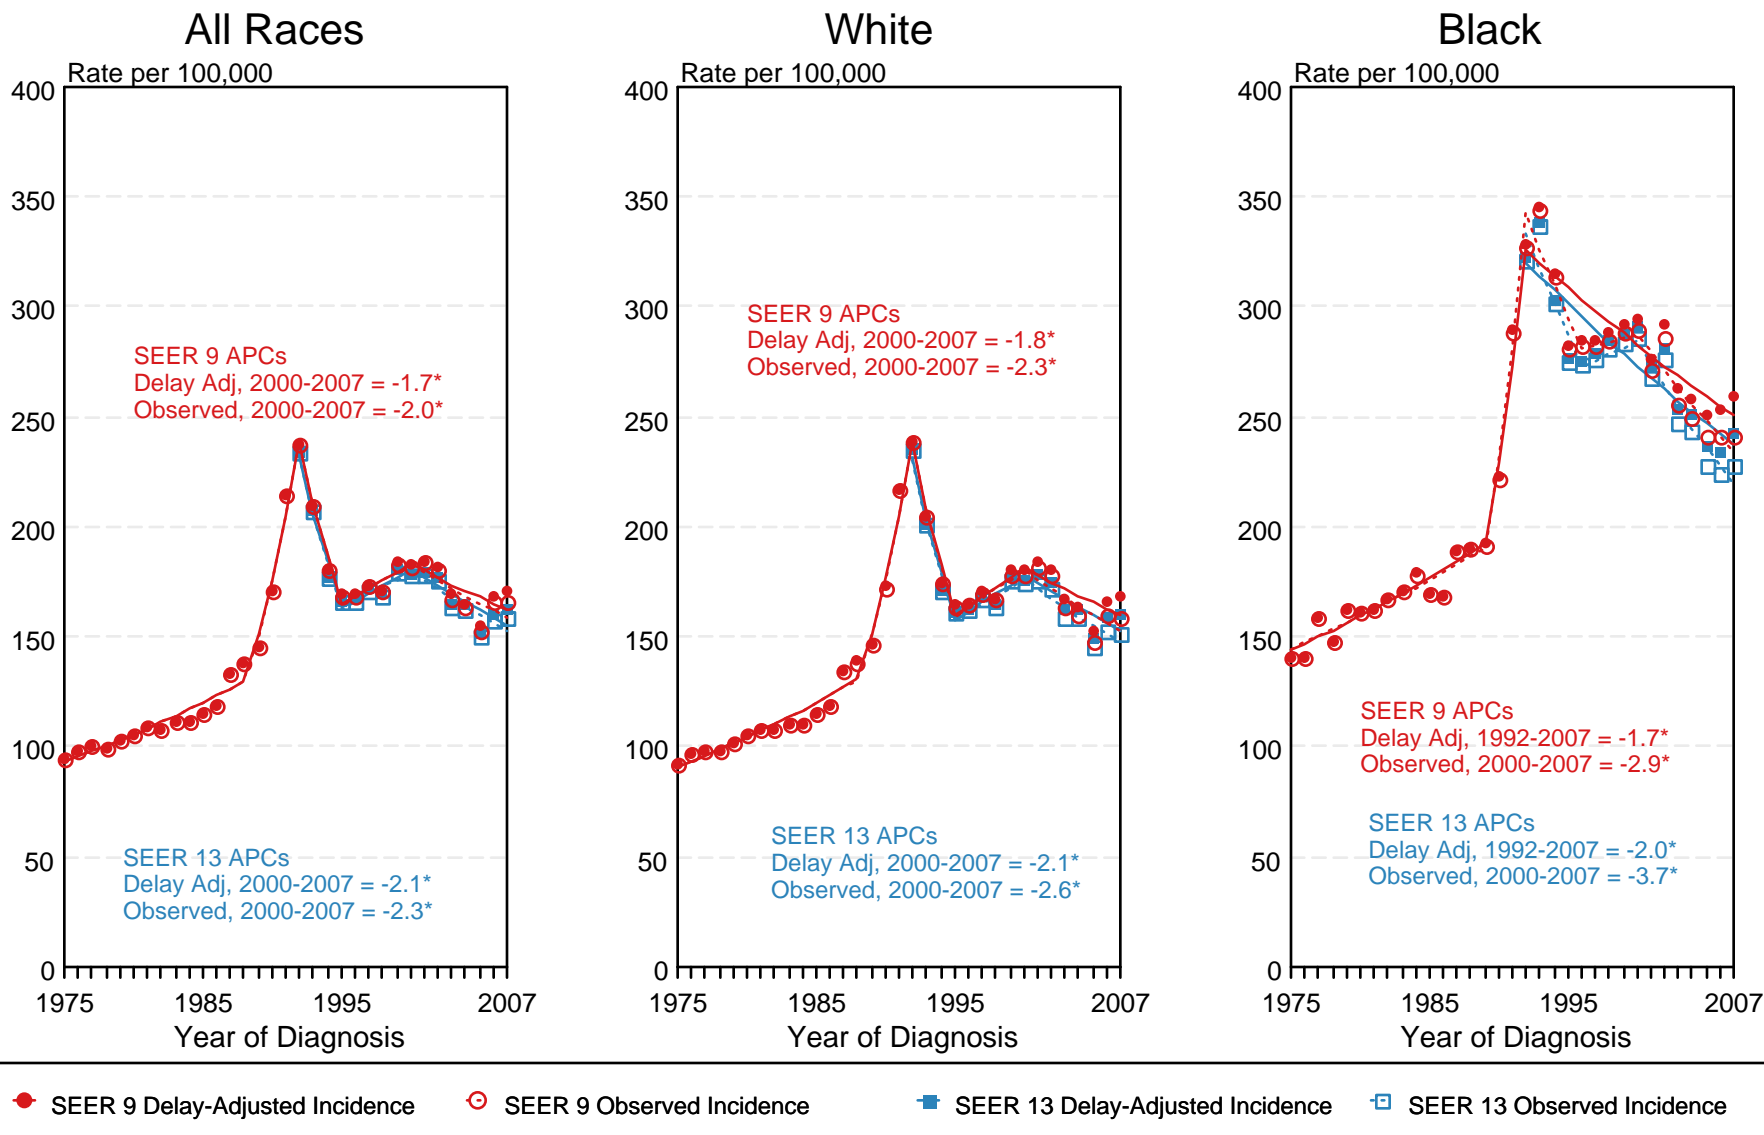 All Races
White
Black
Rate per 100,000
Rate per 100,000
Rate per 100,000
400
350
300
250
200
150
100
50
0
SEER 9 APCs
Delay Adj, 2000-2007 = -1.7*
Observed, 2000-2007 = -2.0*
SEER 13 APCs
Delay Adj, 2000-2007 = -2.1*
Observed, 2000-2007 = -2.3*
1975 1985 1995 2007
Year of Diagnosis
400
350
300
250
200
150
100
50
0
SEER 9 APCs
Delay Adj, 2000-2007 = -1.8*
Observed, 2000-2007 = -2.3*
SEER 13 APCs
Delay Adj, 2000-2007 = -2.1*
Observed, 2000-2007 = -2.6*
1975 1985 1995 2007
Year of Diagnosis
400
350
300
250
200
150
100
50
0
SEER 9 APCs
Delay Adj, 1992-2007 = -1.7*
Observed, 2000-2007 = -2.9*
SEER 13 APCs
Delay Adj, 1992-2007 = -2.0*
Observed, 2000-2007 = -3.7*
1975 1985 1995 2007
Year of Diagnosis
SEER 9 Delay-Adjusted Incidence
SEER 9 Observed Incidence
SEER 13 Delay-Adjusted Incidence
SEER 13 Observed Incidence